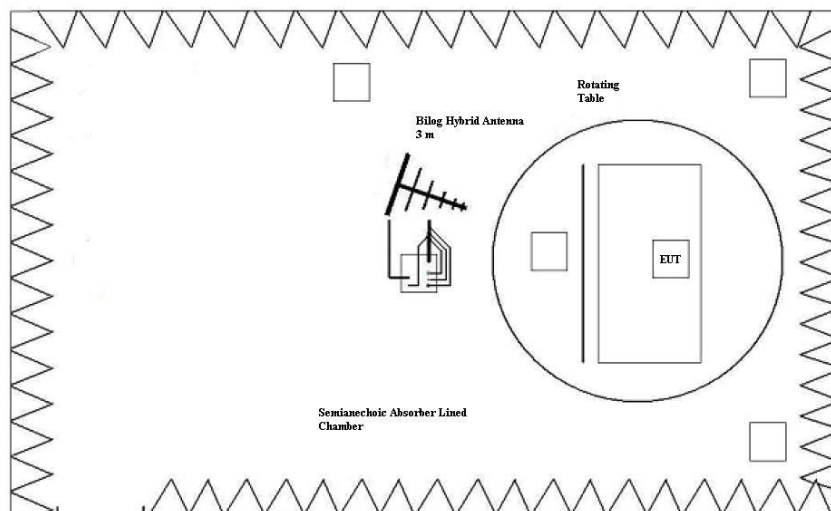 Rotating
Table
Bilog Hybrid Antenna
3 m
EUT
Semianechoic Absorber Lined
Chamber